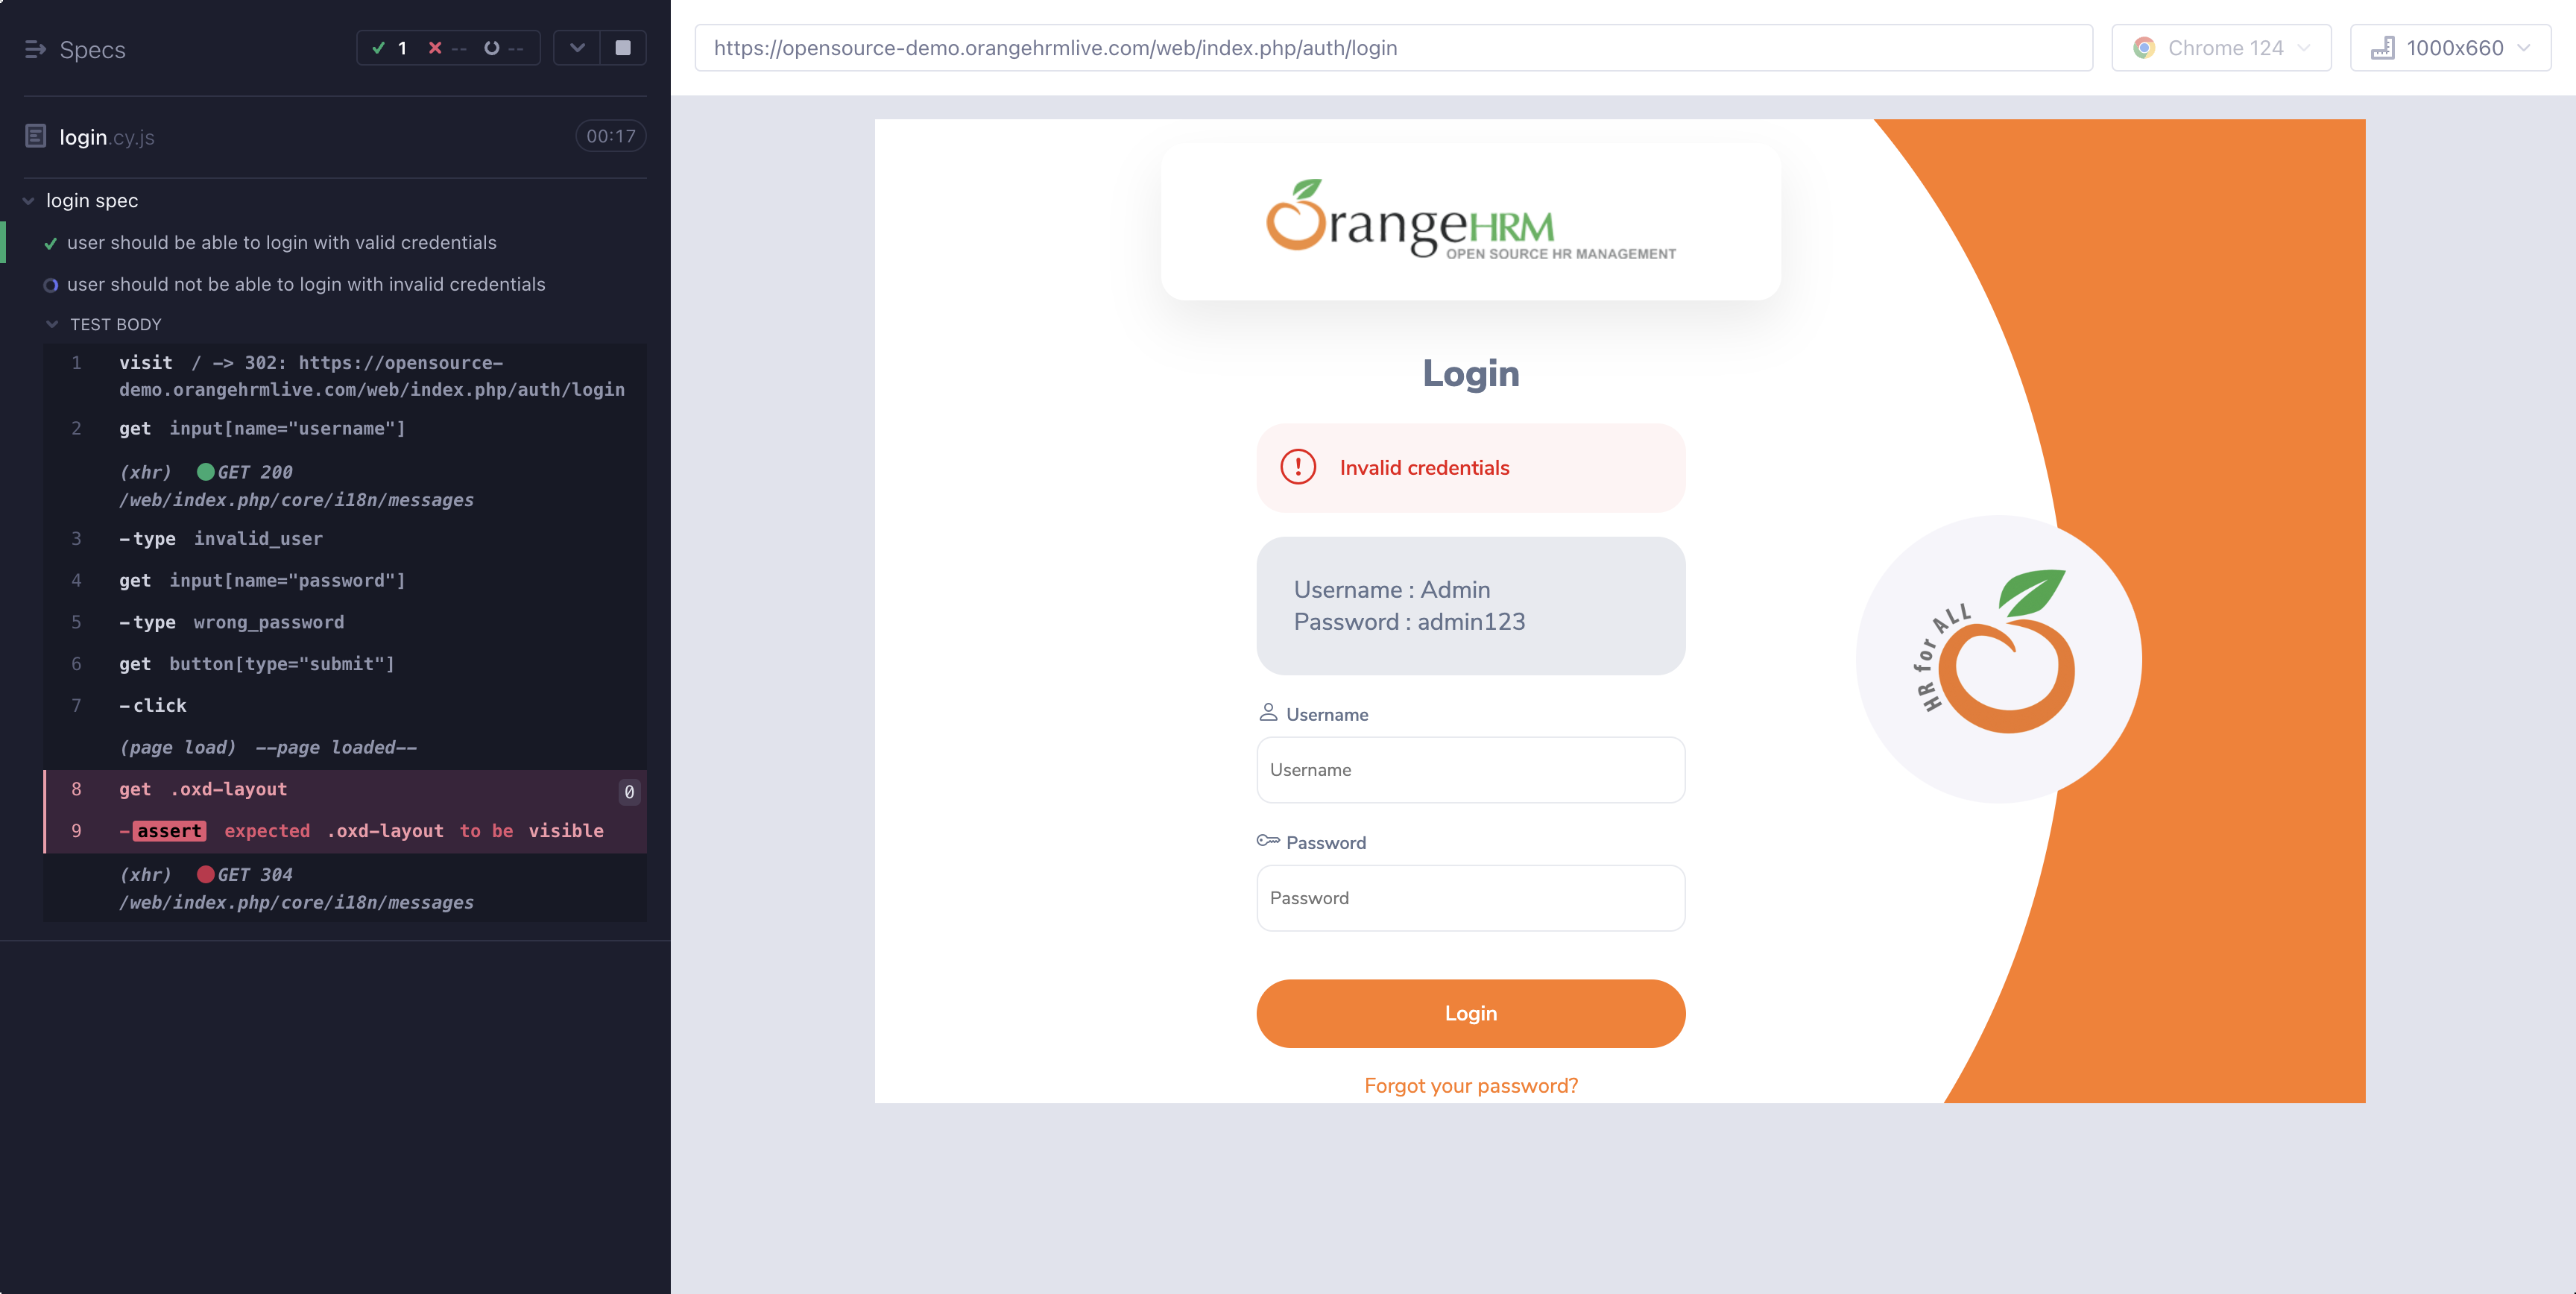 Specs
1
--
--
login.cy.js
00:17
login spec
user should be able to login with valid credentials
user should not be able to login with invalid credentials
TEST BODY
1 visit / -> 302: https://opensource-
demo.orangehrmlive.com/web/index.php/auth/login
2 get input[name="username"]
(xhr) GET 200
/web/index.php/core/i18n/messages
3 -type invalid_user
4 get input[name="password"]
5 -type wrong_password
6 get button[type="submit"]
7 -click
(page load) --page loaded--
8 get .oxd-layout 0
9 -assert expected .oxd-layout to be visible
(xhr) GET 304
/web/index.php/core/i18n/messages
https://opensource-demo.orangehrmlive.com/web/index.php/auth/login
Chrome 124
1000x660
OrangeHRM
OPEN SOURCE HR MANAGEMENT
Login
Invalid credentials
Username : Admin
Password : admin123
Username
Username
Password
Password
Login
Forgot your password?
HR for ALL